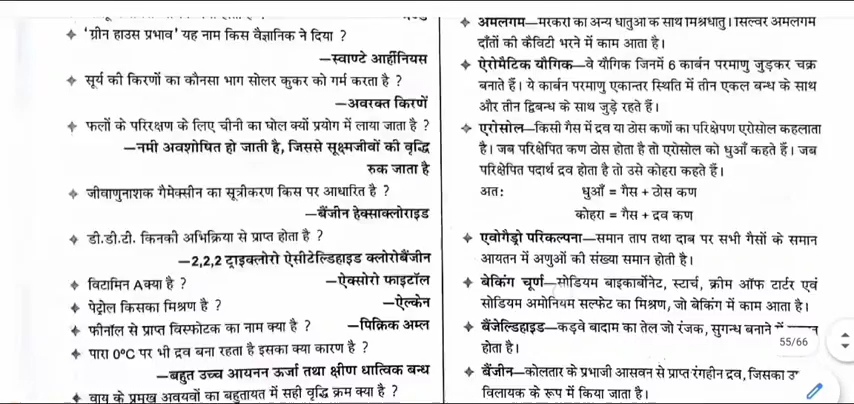 ❖ 'ग्रीन हाउस प्रभाव' यह नाम किस वैज्ञानिक ने दिया ?
—स्वाण्टे आर्हीनियस
❖ सूर्य की किरणों का कौनसा भाग सोलर कुकर को गर्म करता है ?
—अवरक्त किरणें
❖ फलों के परिरक्षण के लिए चीनी का घोल क्यों प्रयोग में लाया जाता है ?
—नमी अवशोषित हो जाती है, जिससे सूक्ष्मजीवों की वृद्धि
रुक जाता है
❖ जीवाणुनाशक गैमेक्सीन का सूत्रीकरण किस पर आधारित है ?
—बैंजीन हेक्साक्लोराइड
❖ डी.डी.टी. किनकी अभिक्रिया से प्राप्त होता है ?
—2,2,2 ट्राइक्लोरो ऐसीटेल्डिहाइड क्लोरोबैंजीन
❖ विटामिन A क्या है ? —ऐक्सोरो फाइटॉल
❖ पेट्रोल किसका मिश्रण है ? —ऐल्केन
❖ फीनॉल से प्राप्त विस्फोटक का नाम क्या है ? —पिक्रिक अम्ल
❖ पारा 0°C पर भी द्रव बना रहता है इसका क्या कारण है ?
—बहुत उच्च आयनन ऊर्जा तथा क्षीण धात्विक बन्ध
❖ वायु के प्रमुख अवयवों का बहुतायत में सही वृद्धि क्रम क्या है ?
❖ अमलगम—मरकरी का अन्य धातुओं के साथ मिश्रधातु। सिल्वर अमलगम
दाँतों की कैविटी भरने में काम आता है।
❖ ऐरोमैटिक यौगिक—वे यौगिक जिनमें 6 कार्बन परमाणु जुड़कर चक्र
बनाते हैं। ये कार्बन परमाणु एकान्तर स्थिति में तीन एकल बन्ध के साथ
और तीन द्विबन्ध के साथ जुड़े रहते हैं।
❖ एरोसोल—किसी गैस में द्रव या ठोस कणों का परिक्षेपण एरोसोल कहलाता
है। जब परिक्षेपित कण ठोस होता है तो एरोसोल को धुआँ कहते हैं। जब
परिक्षेपित पदार्थ द्रव होता है तो उसे कोहरा कहते हैं।
अतः धुआँ = गैस + ठोस कण
कोहरा = गैस + द्रव कण
❖ एवोगैड्रो परिकल्पना—समान ताप तथा दाब पर सभी गैसों के समान
आयतन में अणुओं की संख्या समान होती है।
❖ बेकिंग चूर्ण—सोडियम बाइकार्बोनेट, स्टार्च, क्रीम ऑफ टार्टर एवं
सोडियम अमोनियम सल्फेट का मिश्रण, जो बेकिंग में काम आता है।
❖ बैंजेल्डिहाइड—कड़वे बादाम का तेल जो रंजक, सुगन्ध बनाने
होता है।
55/66
❖ बैंजीन—कोलतार के प्रभाजी आसवन से प्राप्त रंगहीन द्रव, जिसका
विलायक के रूप में किया जाता है।